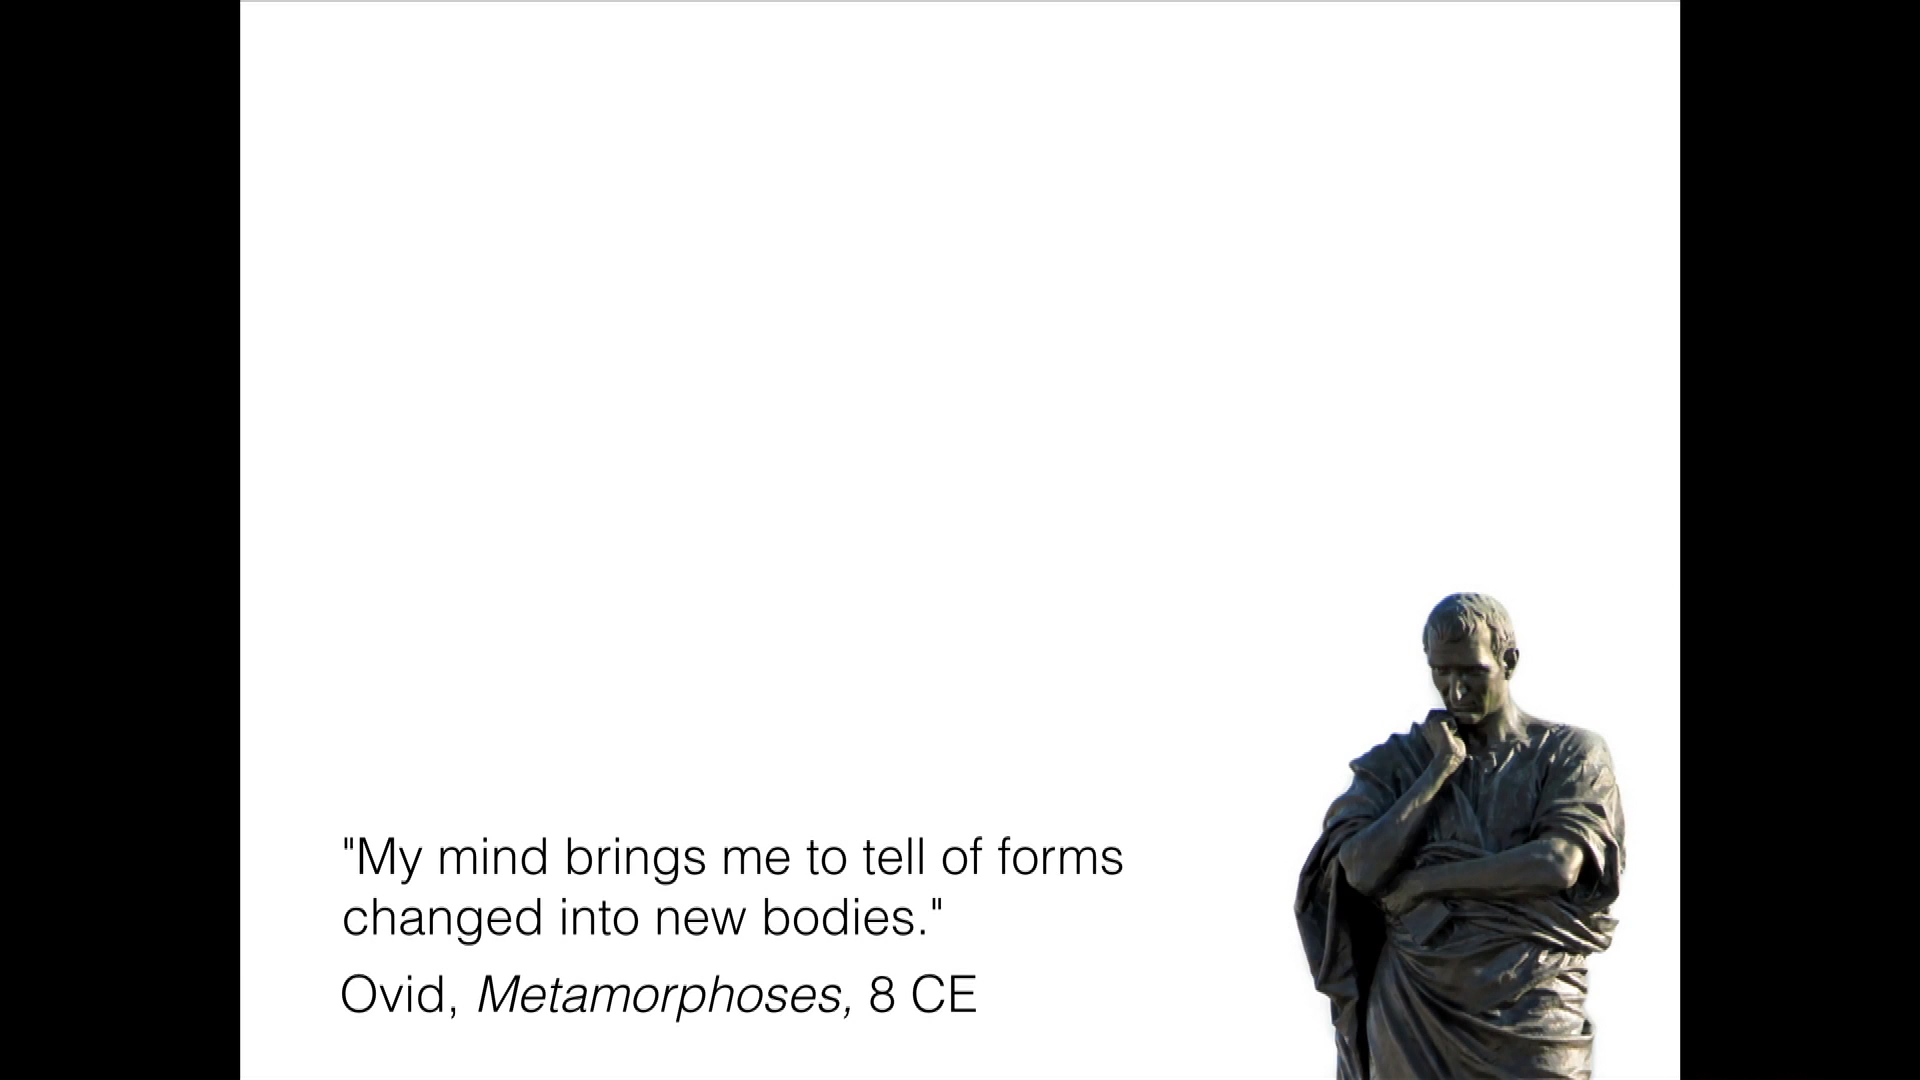 "My mind brings me to tell of forms
changed into new bodies."
Ovid, Metamorphoses, 8 CE